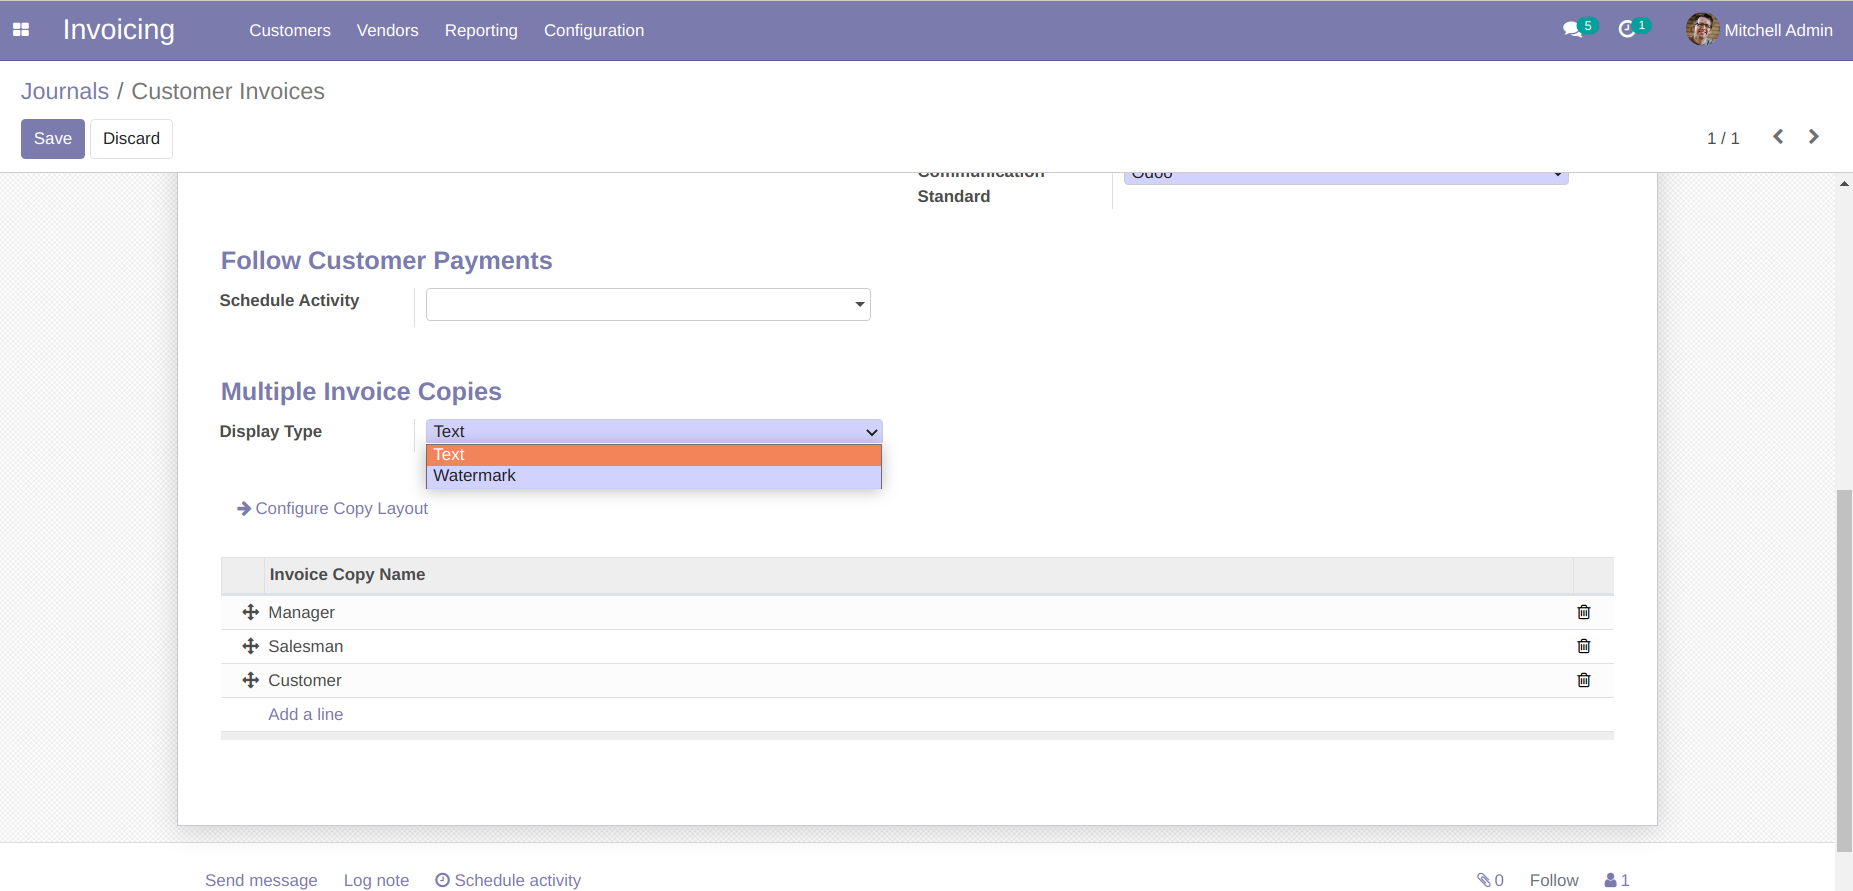 Invoicing Customers Vendors Reporting Configuration 5 1 Mitchell Admin
Journals / Customer Invoices
Save Discard 1 / 1
Communication Odoo
Standard
Follow Customer Payments
Schedule Activity
Multiple Invoice Copies
Display Type Text
Text
Watermark
Configure Copy Layout
Invoice Copy Name
Manager
Salesman
Customer
Add a line
Send message Log note Schedule activity 0 Follow 1